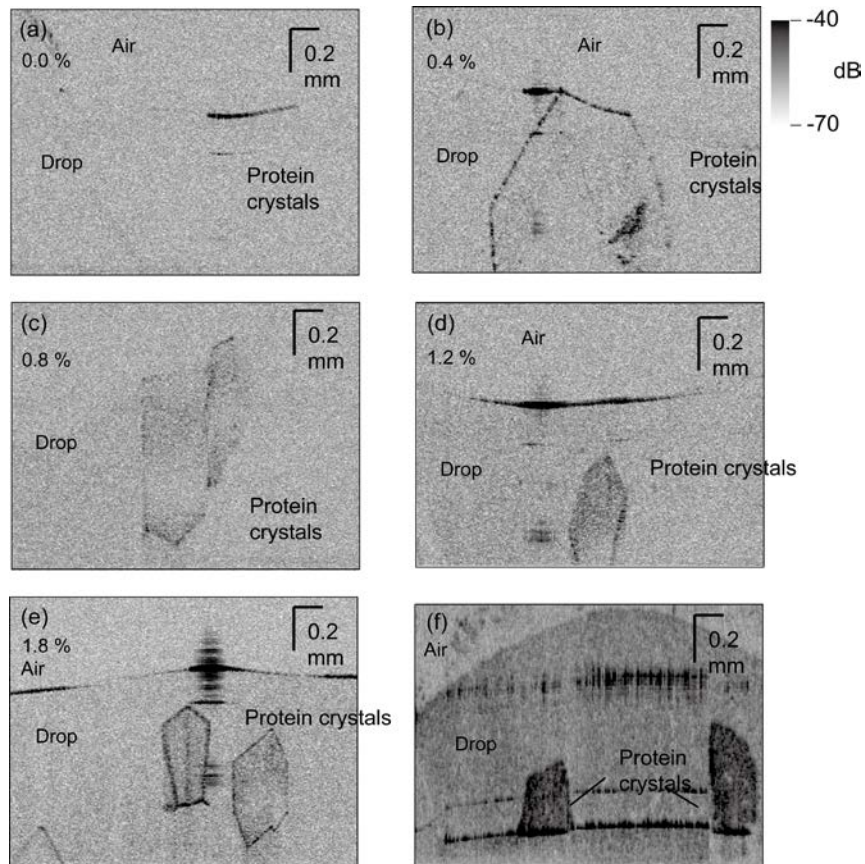 (a)
0.0 %
Air
0.2
mm
Drop
Protein
crystals
(b)
0.4 %
Air
0.2
mm
Drop
Protein
crystals
-40
dB
-70
(c)
0.8 %
0.2
mm
Drop
Protein
crystals
(d)
1.2 %
Air
0.2
mm
Drop
Protein crystals
(e)
1.8 %
Air
0.2
mm
Drop
Protein crystals
(f)
Air
0.2
mm
Drop
Protein
crystals